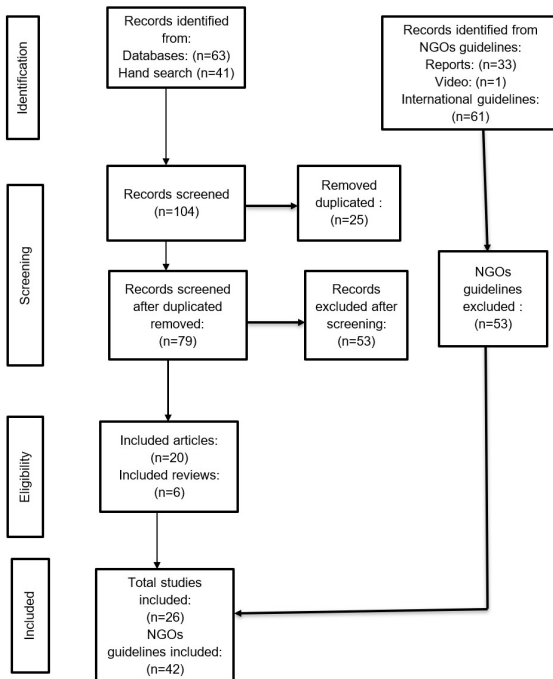 Identification
Records identified
from:
Databases: (n=63)
Hand search (n=41)
Records identified from
NGOs guidelines:
Reports: (n=33)
Video: (n=1)
International guidelines:
(n=61)
Screening
Records screened
(n=104)
Removed
duplicated :
(n=25)
Records screened
after duplicated
removed:
(n=79)
Records
excluded after
screening:
(n=53)
NGOs
guidelines
excluded :
(n=53)
Eligibility
Included articles:
(n=20)
Included reviews:
(n=6)
Included
Total studies
included:
(n=26)
NGOs
guidelines included:
(n=42)